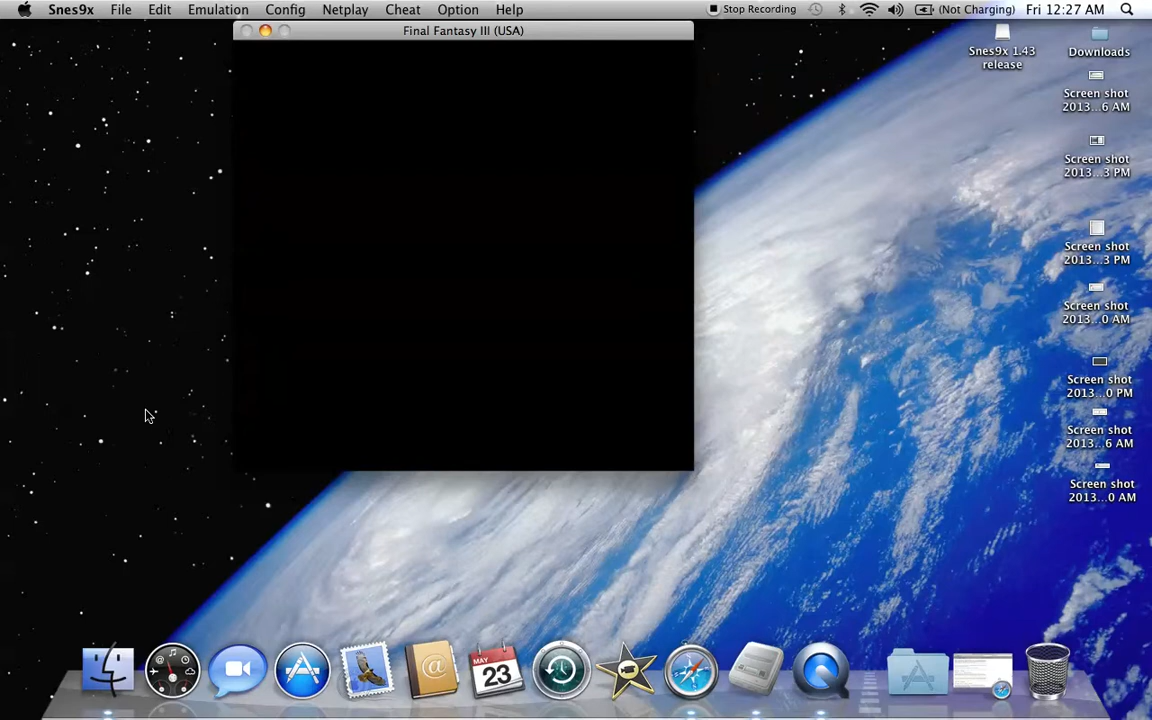 Snes9x File Edit Emulation Config Netplay Cheat Option Help Stop Recording (Not Charging) Fri 12:27 AM
Final Fantasy III (USA)
Snes9x 1.43
release
Downloads
Screen shot
2013...6 AM
Screen shot
2013...3 PM
Screen shot
2013...3 PM
Screen shot
2013...0 AM
Screen shot
2013...0 PM
Screen shot
2013...6 AM
Screen shot
2013...0 AM
MAY
23